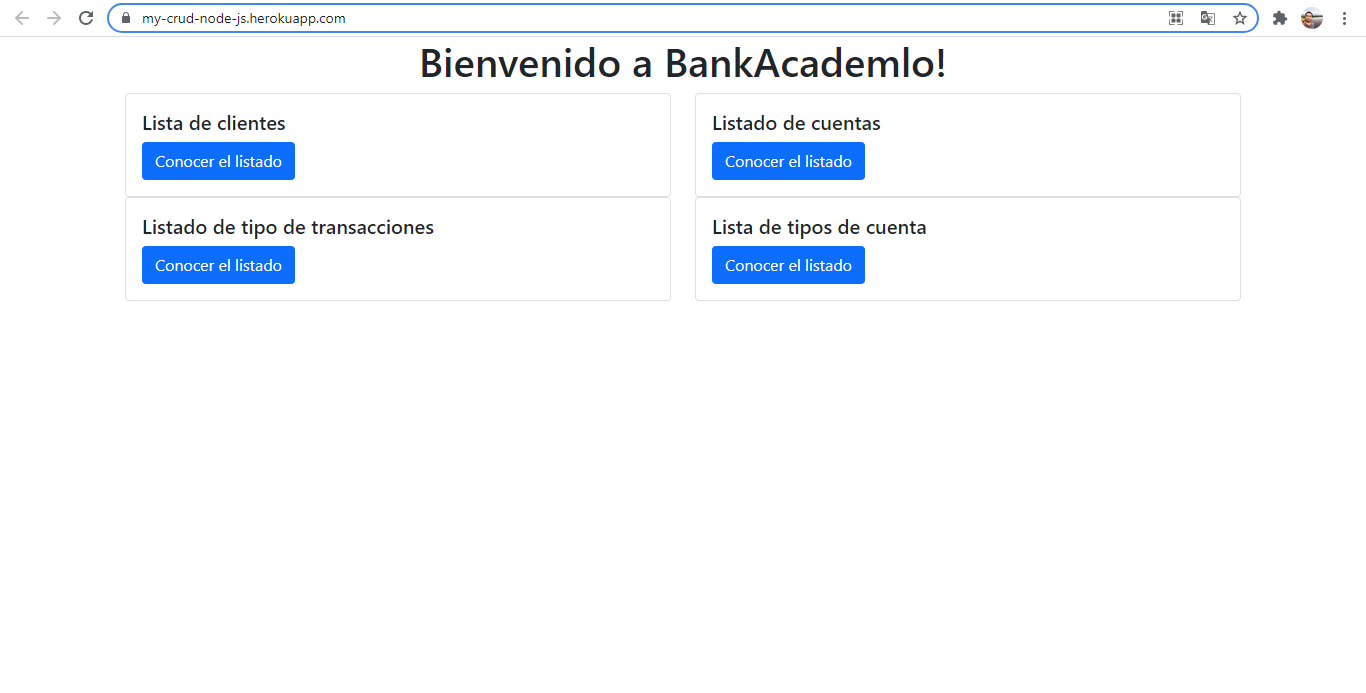 my-crud-node-js.herokuapp.com
Bienvenido a BankAcademlo!
Lista de clientes
Conocer el listado
Listado de cuentas
Conocer el listado
Listado de tipo de transacciones
Conocer el listado
Lista de tipos de cuenta
Conocer el listado